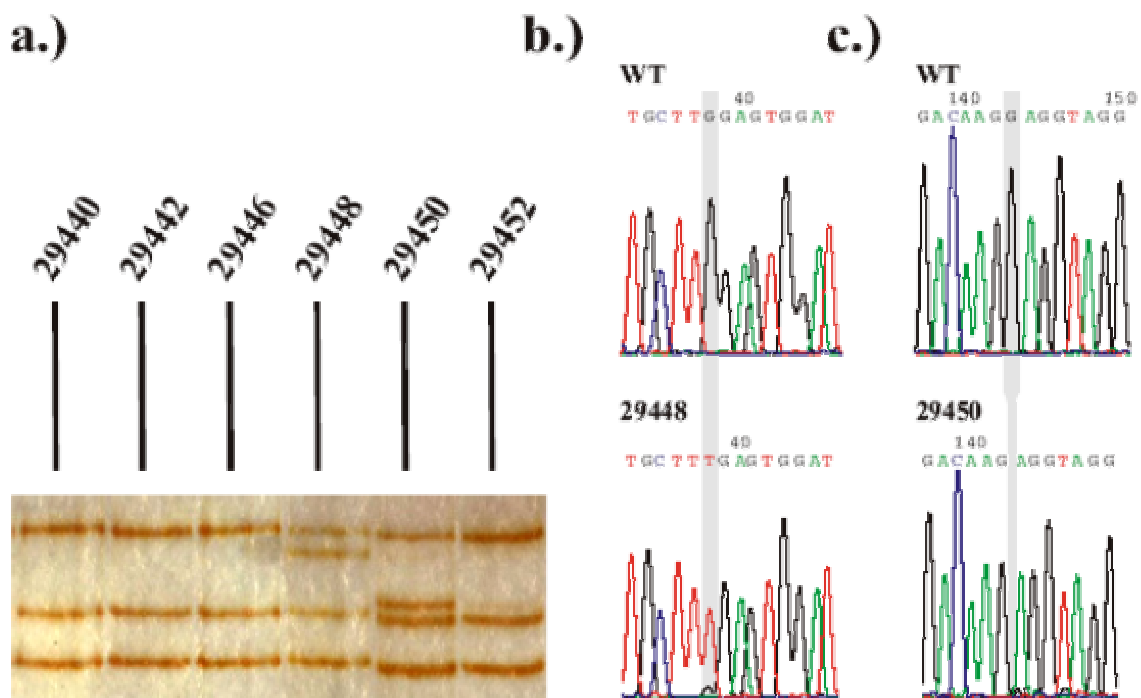 a.)
29440
29442
29446
29448
29450
29452
b.)
WT
40
TGCTTGGAGTGGAT
29448
40
TGCTTTGAGTGGAT
c.)
WT
140 150
GACAAGGAGGTAGG
29450
140
GACAAGAGGTAGG